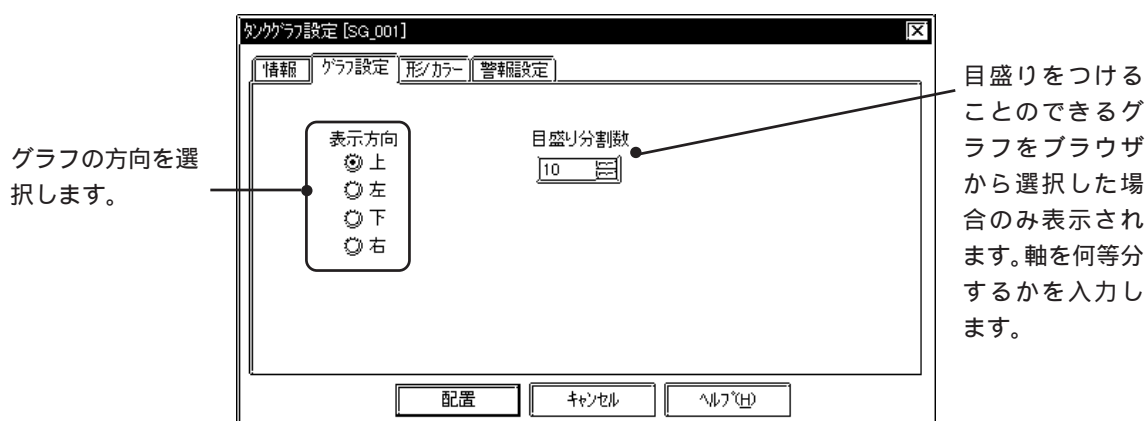 ﾀﾝｸｸﾞﾗﾌ設定 [SG_001]
情報 ｸﾞﾗﾌ設定 形/ｶﾗｰ 警報設定
表示方向
上
左
下
右
目盛り分割数
10
配置 ｷｬﾝｾﾙ ﾍﾙﾌﾟ(H)
グラフの方向を選
択します。
目盛りをつける
ことのできるグ
ラフをブラウザ
から選択した場
合のみ表示され
ます。軸を何等分
するかを入力し
ます。